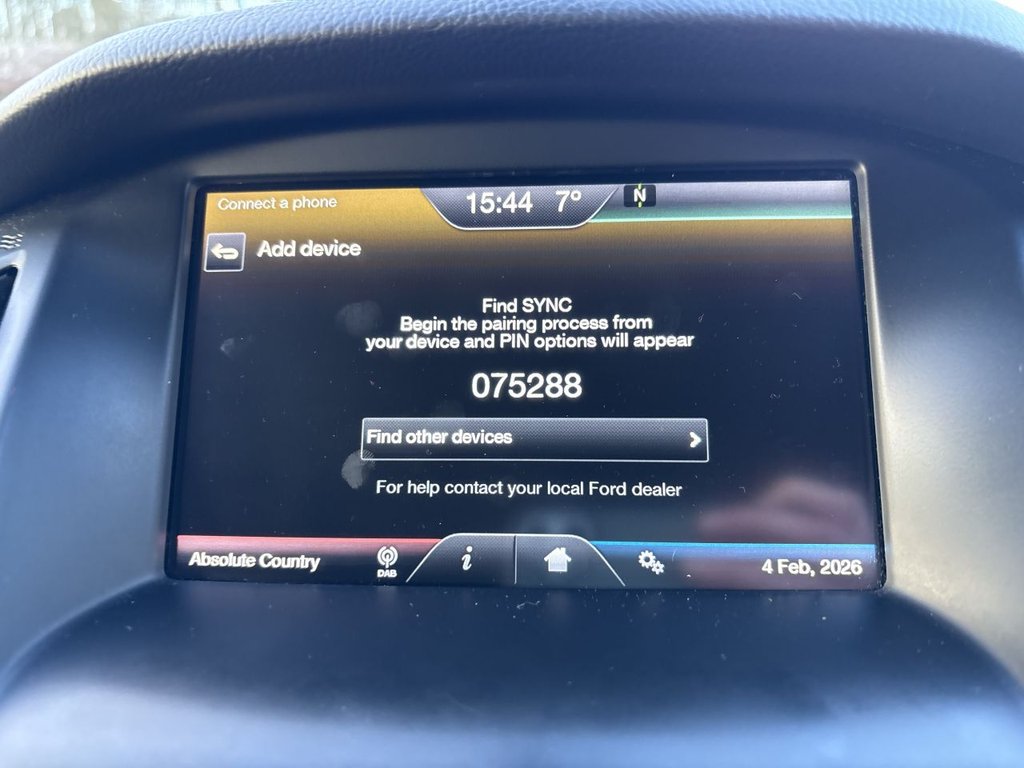 Connect a phone
15:44 7°
N
Add device
Find SYNC
Begin the pairing process from
your device and PIN options will appear
075288
Find other devices
For help contact your local Ford dealer
Absolute Country
DAB
i
4 Feb, 2026